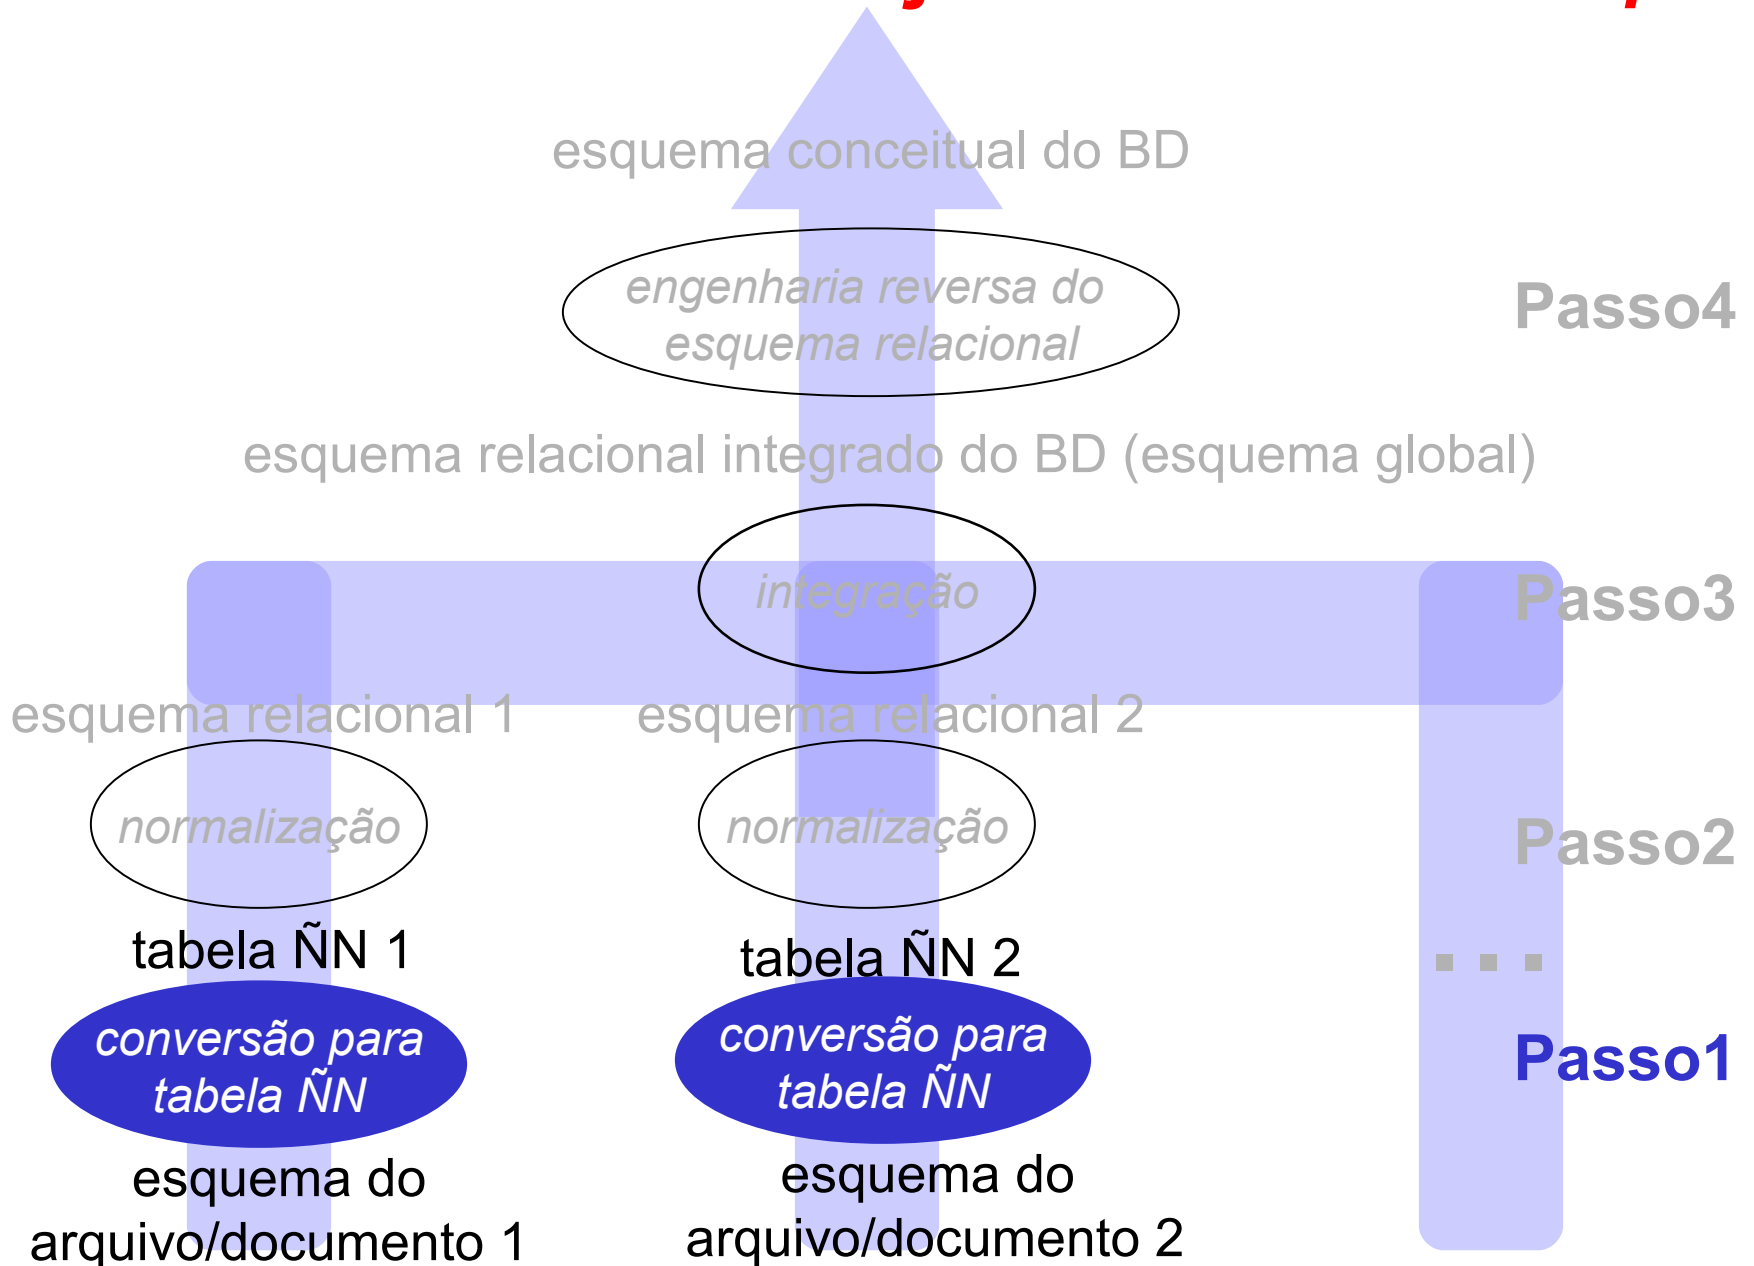 esquema conceitual do BD
engenharia reversa do
esquema relacional
Passo4
esquema relacional integrado do BD (esquema global)
integração
Passo3
esquema relacional 1
esquema relacional 2
normalização
normalização
Passo2
tabela ÑN 1
tabela ÑN 2
...
conversão para
tabela ÑN
conversão para
tabela ÑN
Passo1
esquema do
arquivo/documento 1
esquema do
arquivo/documento 2